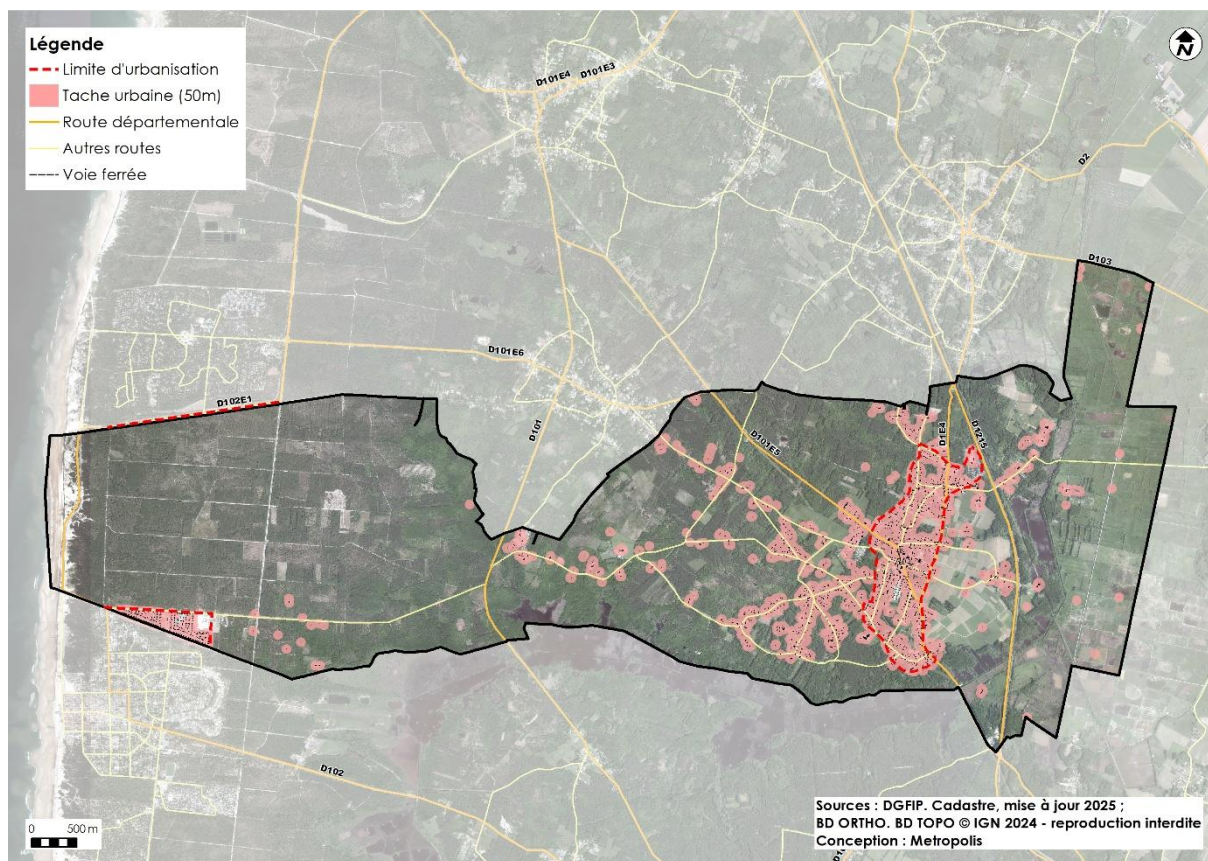 Légende
Limite d'urbanisation
Tache urbaine (50m)
Route départementale
Autres routes
Voie ferrée
N
D101E4
D101E3
D2
D103
D101E6
D102E1
D101
D103E5
D1E4
D1215
D102
0 500 m
Sources : DGFIP. Cadastre, mise à jour 2025 ;
BD ORTHO. BD TOPO © IGN 2024 - reproduction interdite
Conception : Metropolis